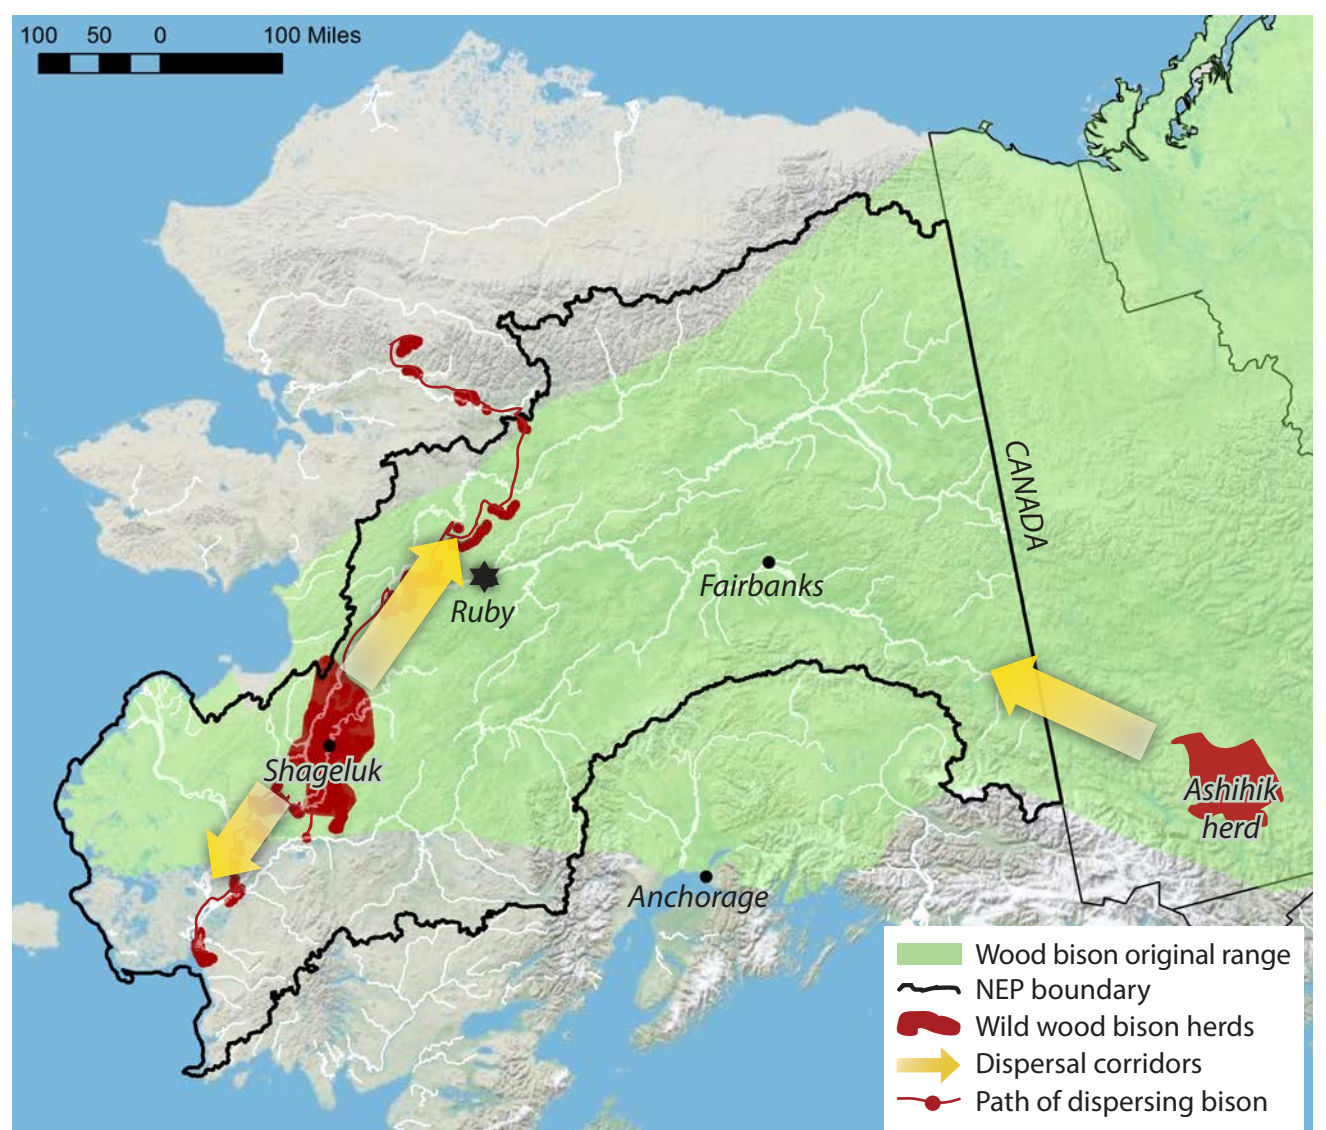 100 50 0 100 Miles
CANADA
Fairbanks
Ruby
Shageluk
Ashihik
herd
Anchorage
Wood bison original range
NEP boundary
Wild wood bison herds
Dispersal corridors
Path of dispersing bison